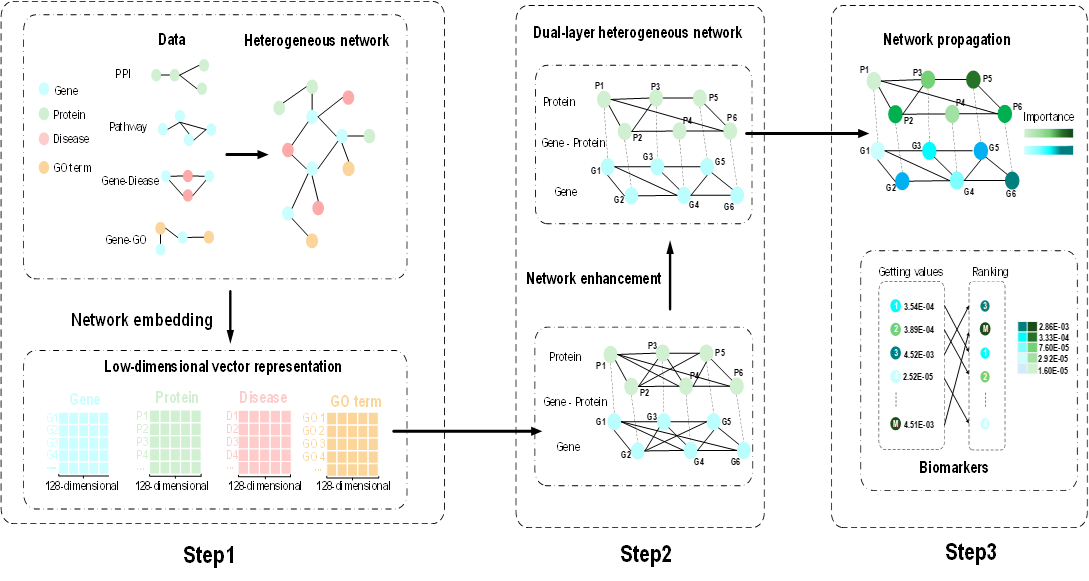 Data
Heterogeneous network
PPI
Gene
Protein
Pathway
Disease
GO term
Gene-Disease
Gene-GO
Network embedding
Low-dimensional vector representation
Gene
Protein
Disease
GO term
G1
G2
G3
G4
...
P1
P2
P3
P4
...
D1
D2
D3
D4
...
GO 1
GO 2
GO 3
GO 4
...
128-dimensional
128-dimensional
128-dimensional
128-dimensional
Step1
Dual-layer heterogeneous network
Protein
P1
P3
P5
P2
P4
P6
Gene - Protein
G1
G3
G5
Gene
G2
G4
G6
Network enhancement
Protein
P1
P3
P5
P2
P4
P6
Gene - Protein
G1
G3
G5
Gene
G2
G4
G6
Step2
Network propagation
P1
P3
P5
P2
P4
P6
Importance
G1
G3
G5
G2
G4
G6
Getting values
Ranking
1 3.54E-04
2 3.89E-04
3 4.52E-03
2.52E-05
......
M 4.51E-03
3
M
1
2
......
2.86E-03
3.33E-04
7.60E-05
2.92E-05
1.60E-05
Biomarkers
Step3